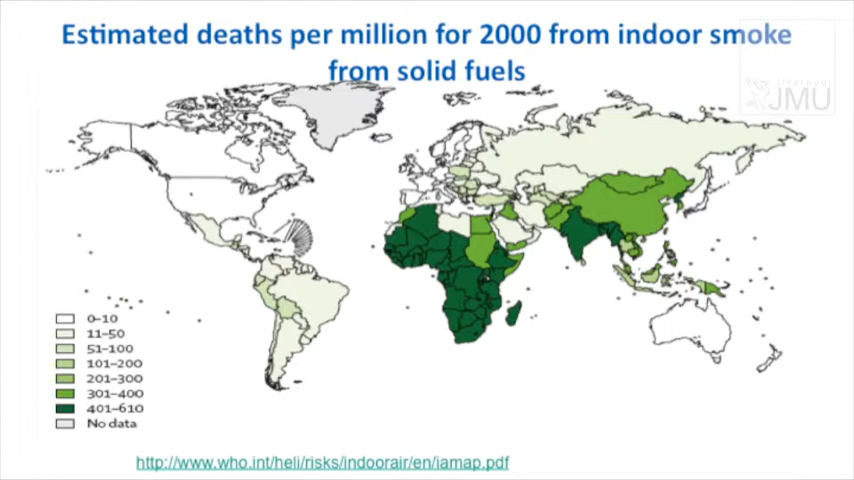 Estimated deaths per million for 2000 from indoor smoke
from solid fuels
Liverpool
JMU
0–10
11–50
51–100
101–200
201–300
301–400
401–610
No data
http://www.who.int/heli/risks/indoorair/en/iamap.pdf